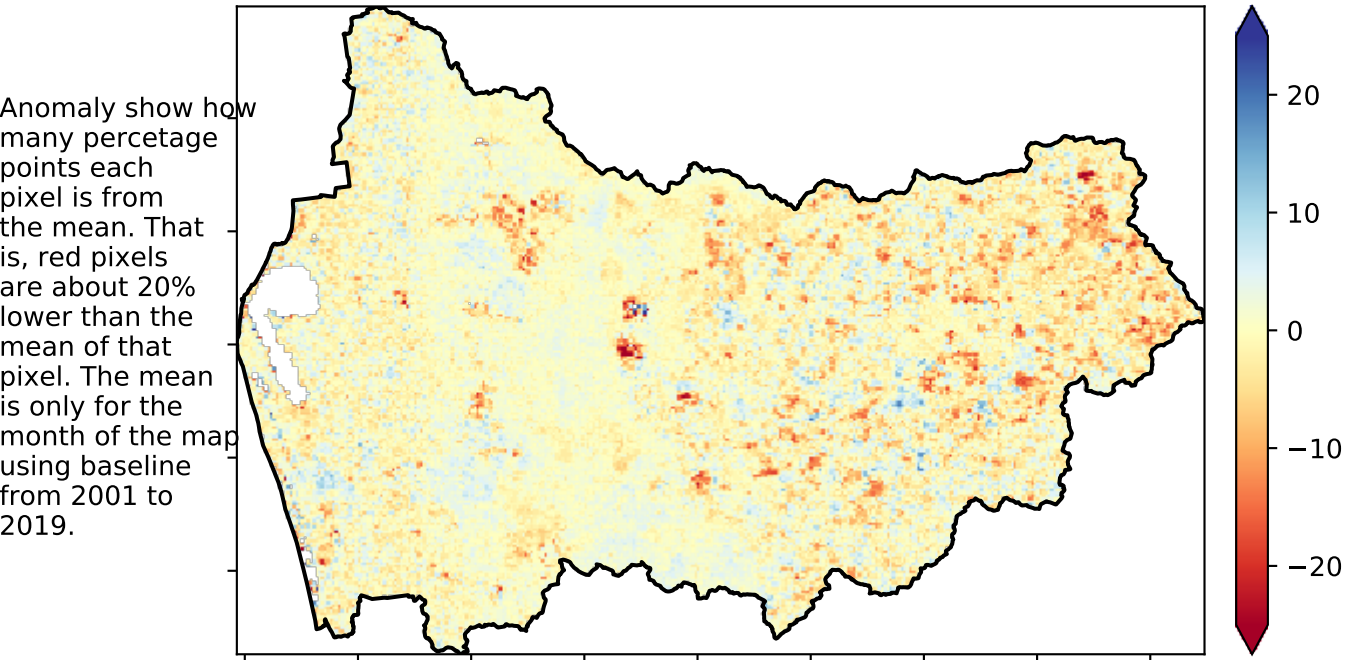 Anomaly show how
many percetage
points each
pixel is from
the mean. That
is, red pixels
are about 20%
lower than the
mean of that
pixel. The mean
is only for the
month of the map
using baseline
from 2001 to
2019.
20
10
0
−10
−20